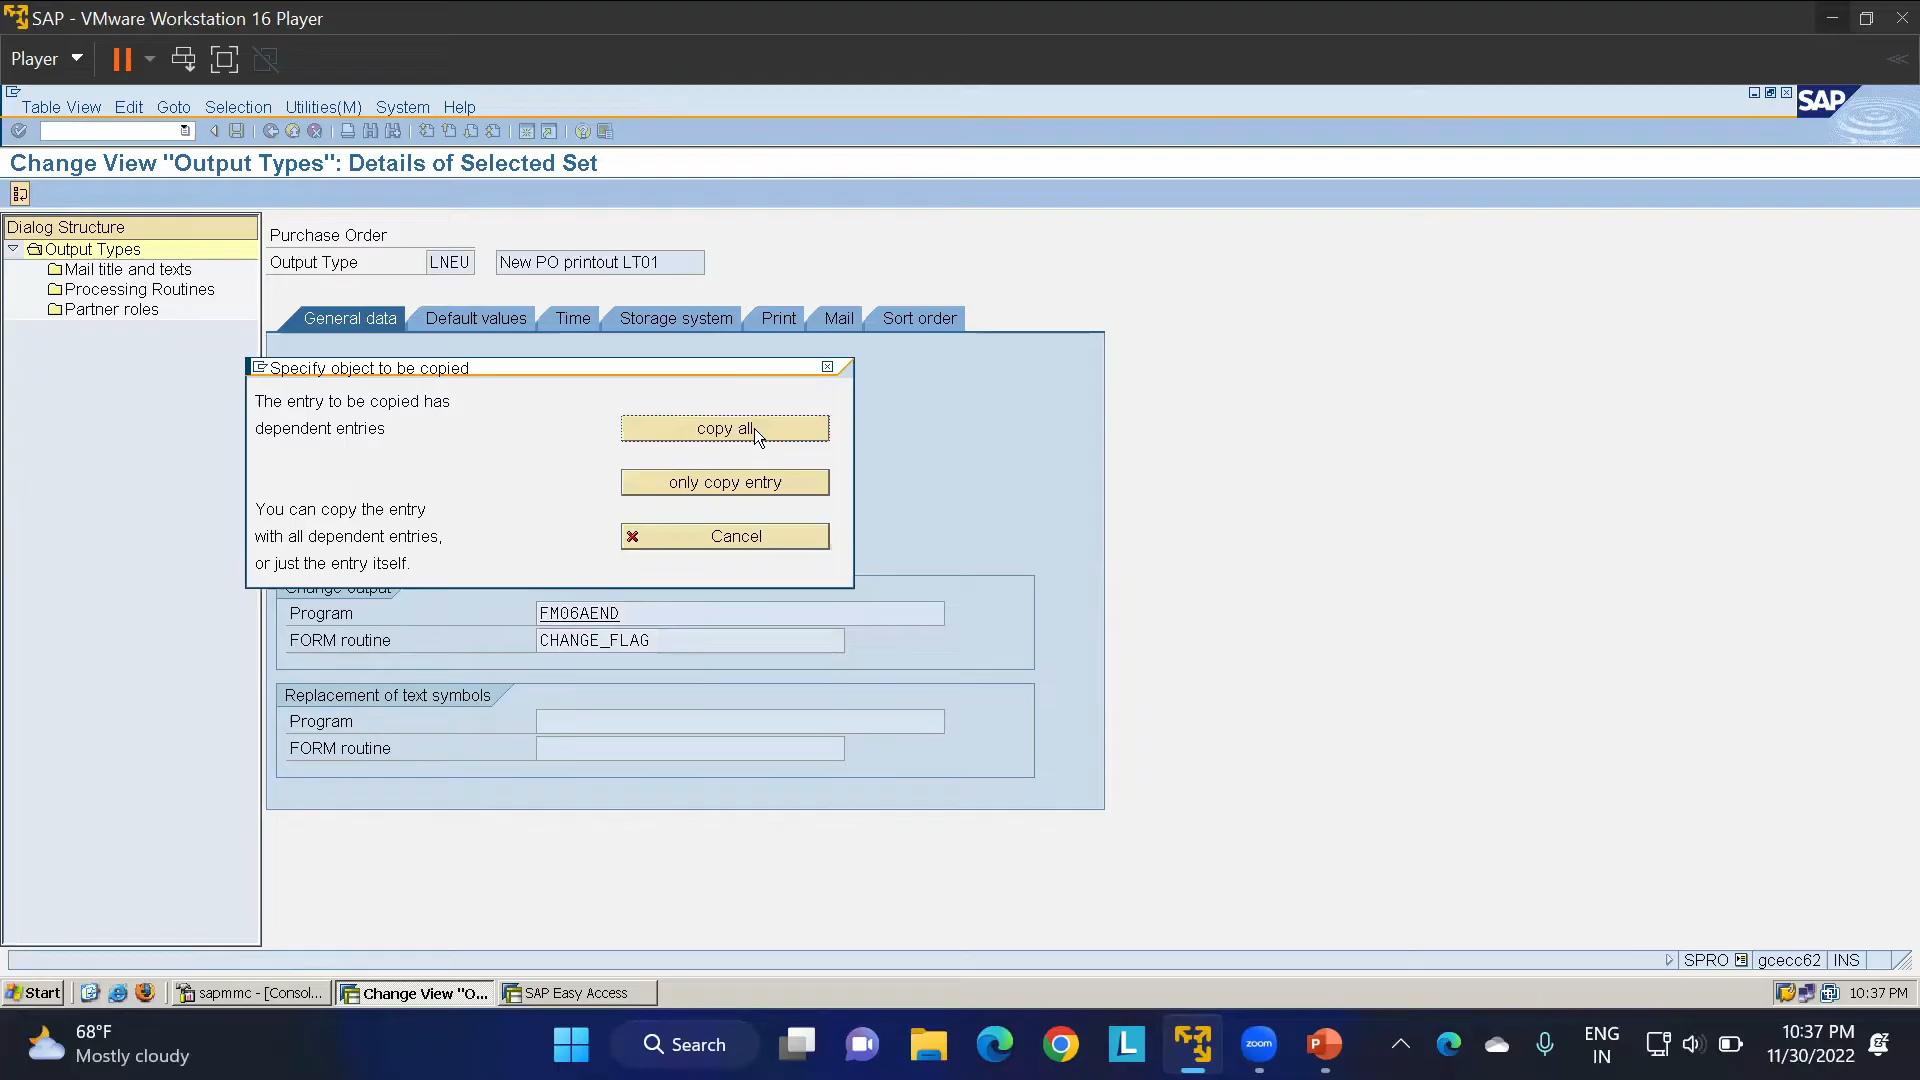 SAP - VMware Workstation 16 Player
Player
Table View Edit Goto Selection Utilities(M) System Help
SAP
Change View "Output Types": Details of Selected Set
Dialog Structure
Output Types
Mail title and texts
Processing Routines
Partner roles
Purchase Order
Output Type LNEU New PO printout LT01
General data Default values Time Storage system Print Mail Sort order
Specify object to be copied
The entry to be copied has
dependent entries
copy all
only copy entry
You can copy the entry
with all dependent entries,
or just the entry itself.
Cancel
Change output
Program FM06AEND
FORM routine CHANGE_FLAG
Replacement of text symbols
Program
FORM routine
SPRO gcecc62 INS
Start sapmmc - [Consol... Change View "O... SAP Easy Access 10:37 PM
68°F
Mostly cloudy
Search
L
zoom
P
ENG
IN
10:37 PM
11/30/2022